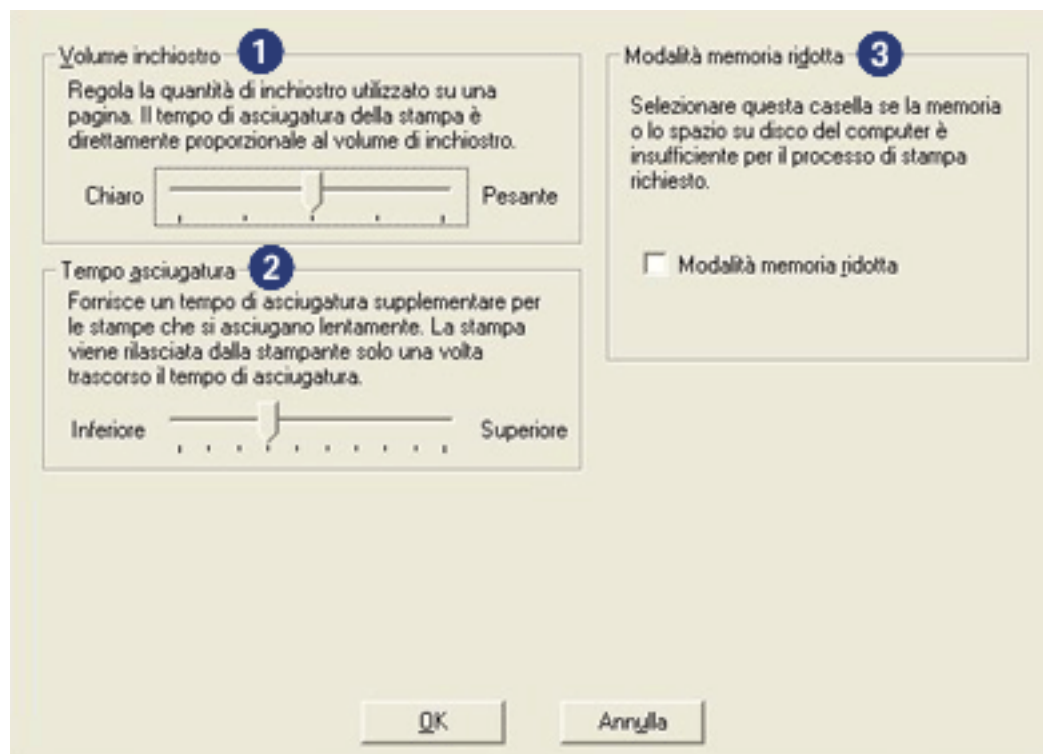 Volume inchiostro 1
Regola la quantità di inchiostro utilizzato su una
pagina. Il tempo di asciugatura della stampa è
direttamente proporzionale al volume di inchiostro.
Chiaro Pesante
Tempo asciugatura 2
Fornisce un tempo di asciugatura supplementare per
le stampe che si asciugano lentamente. La stampa
viene rilasciata dalla stampante solo una volta
trascorso il tempo di asciugatura.
Inferiore Superiore
Modalità memoria ridotta 3
Selezionare questa casella se la memoria
o lo spazio su disco del computer è
insufficiente per il processo di stampa
richiesto.
Modalità memoria ridotta
OK Annulla